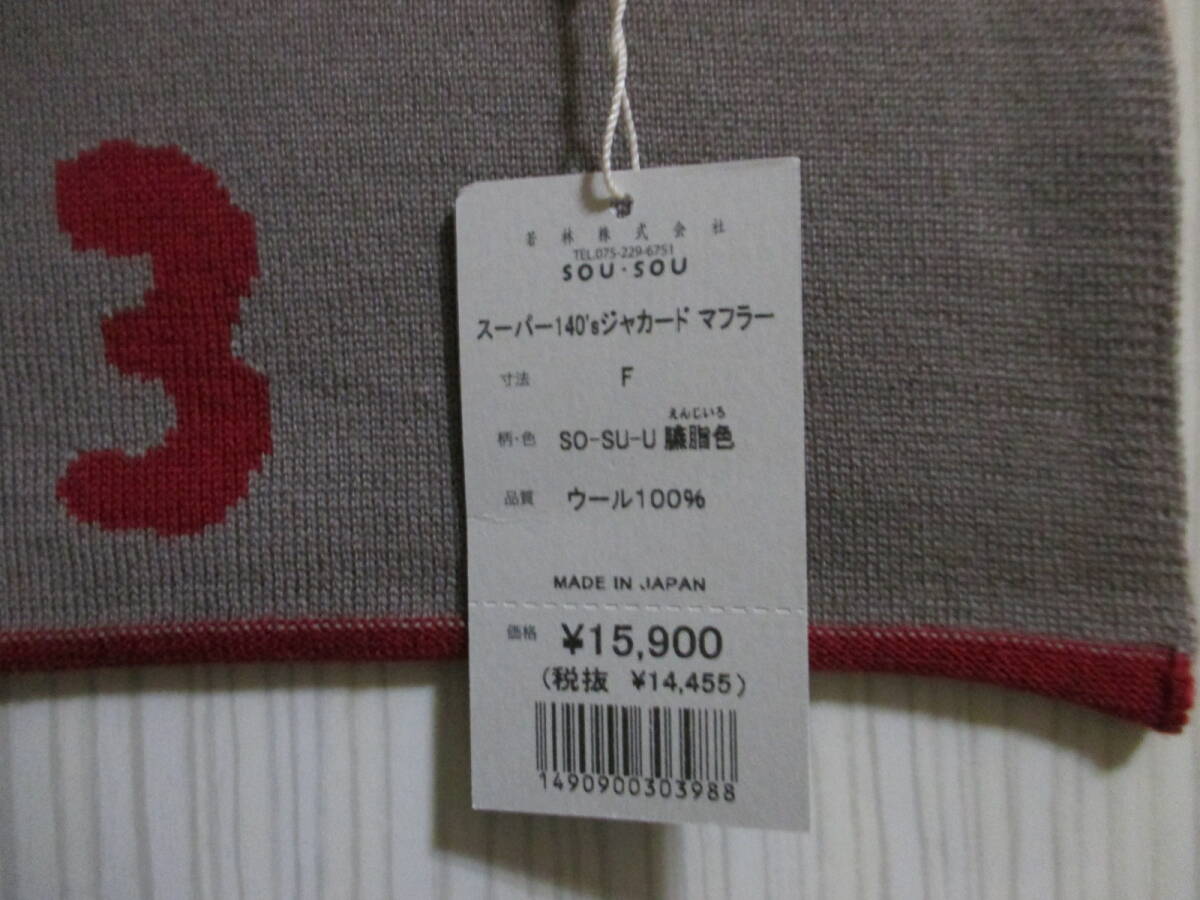 3
若林株式会社
TEL.075-229-6751
SOU・SOU
スーパー140'sジャカード マフラー
寸法 F
えんじいろ
柄・色 SO-SU-U 臙脂色
品質 ウール100%
MADE IN JAPAN
価格 ¥15,900
(税抜 ¥14,455)
1490900303988